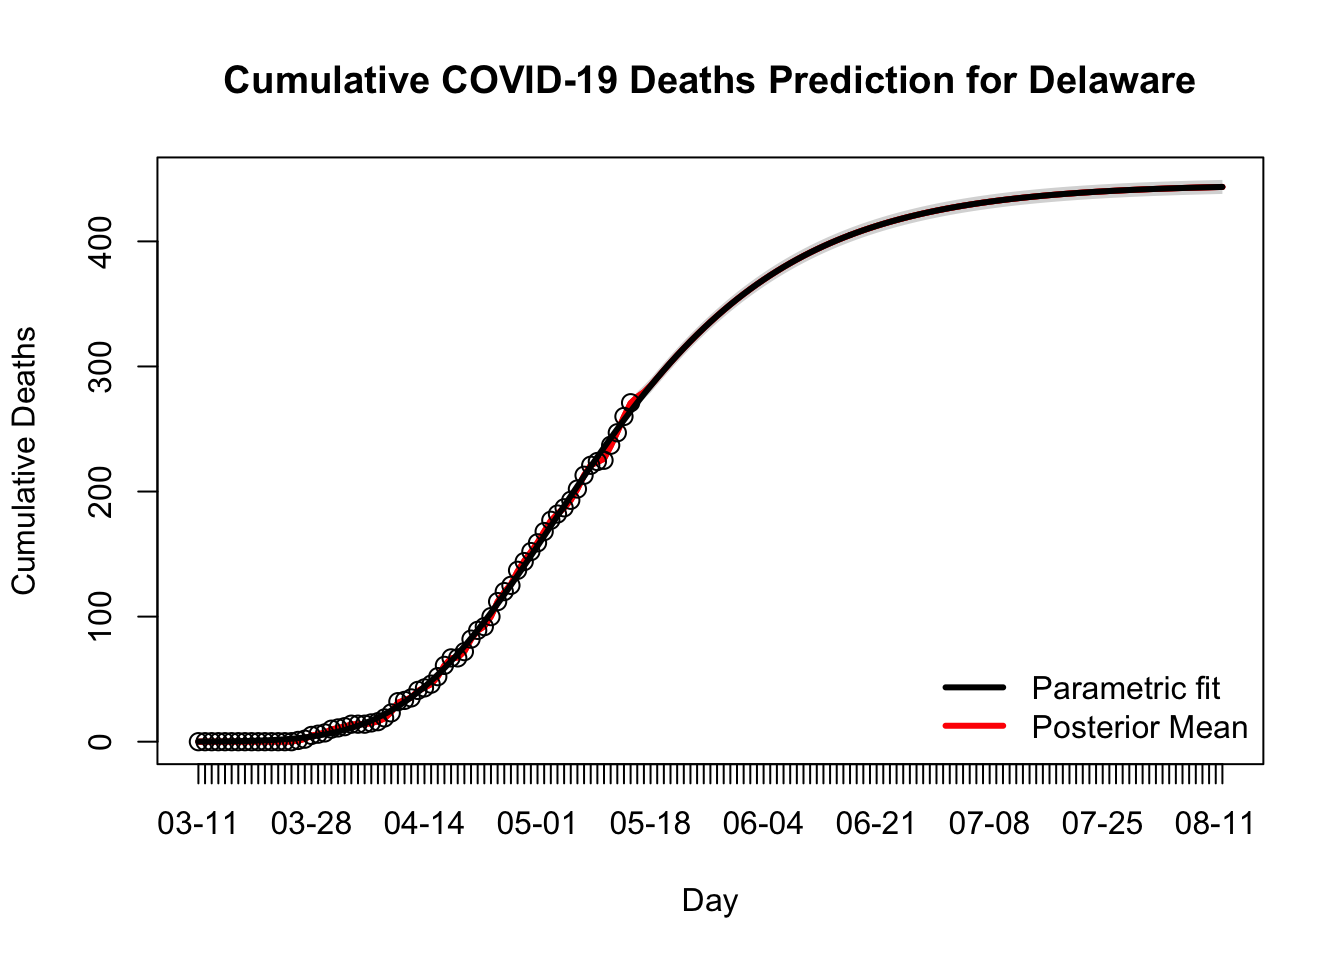 Cumulative COVID-19 Deaths Prediction for Delaware
Cumulative Deaths
400
300
200
100
0
Parametric fit
Posterior Mean
03-11 03-28 04-14 05-01 05-18 06-04 06-21 07-08 07-25 08-11
Day